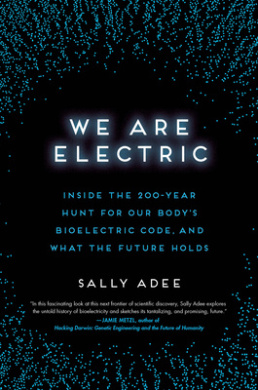 WE ARE
ELECTRIC
INSIDE THE 200-YEAR
HUNT FOR OUR BODY'S
BIOELECTRIC CODE, AND
WHAT THE FUTURE HOLDS
SALLY ADEE
"In this fascinating look at this next frontier of scientific discovery, Sally Adee explores
the untold history of bioelectricity and sketches its tantalizing, and promising, future."
—JAMIE METZL, author of
Hacking Darwin: Genetic Engineering and the Future of Humanity